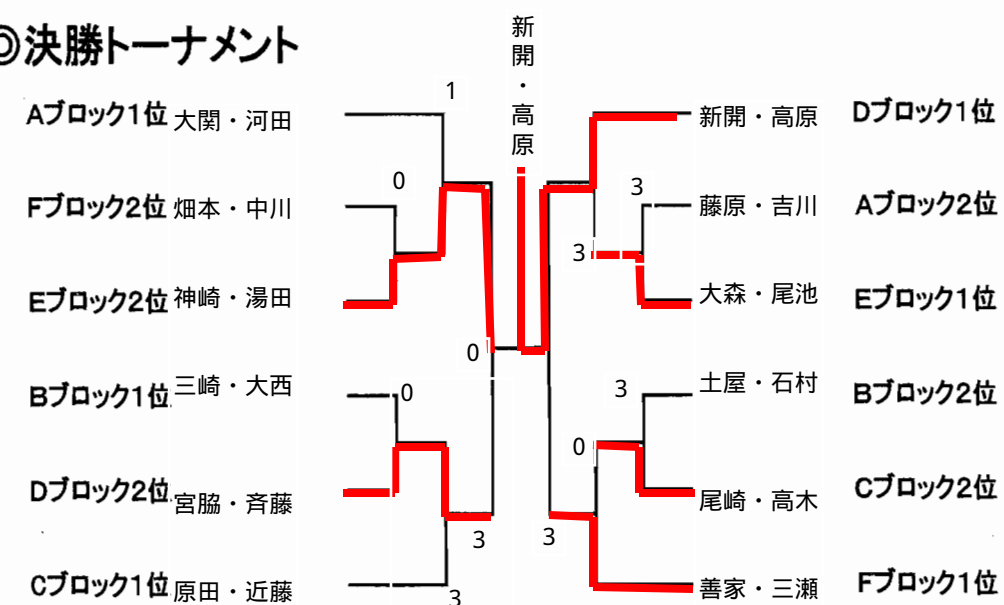 ◎決勝トーナメント
新開・高原
1
Aブロック1位 大関・河田
新開・高原 Dブロック1位
0
3
Fブロック2位 畑本・中川
藤原・吉川 Aブロック2位
3
Eブロック2位 神崎・湯田
大森・尾池 Eブロック1位
0
Bブロック1位 三崎・大西
0
3
土屋・石村 Bブロック2位
0
Dブロック2位 宮脇・斉藤
尾崎・高木 Cブロック2位
3
3
Cブロック1位 原田・近藤
3
善家・三瀬 Fブロック1位